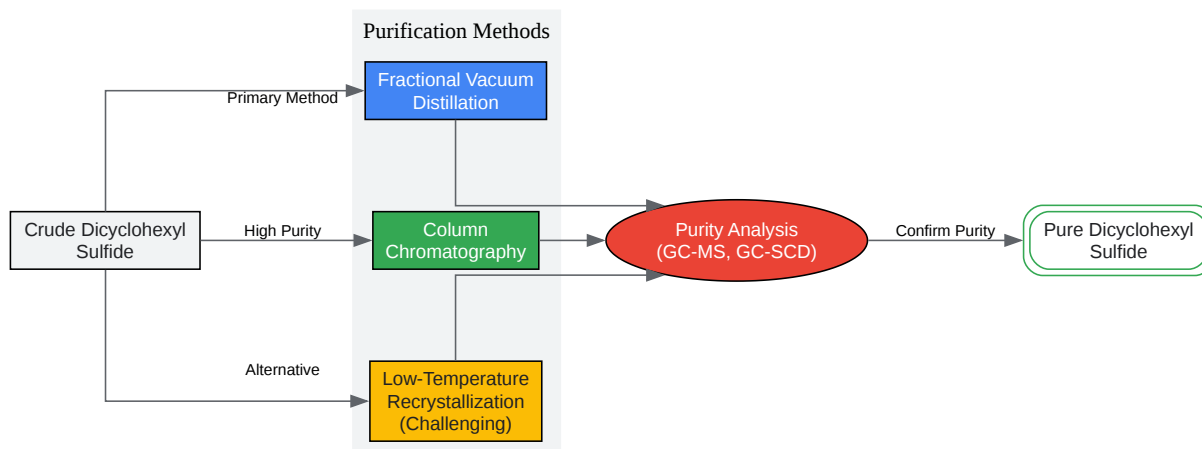 Purification Methods
Fractional Vacuum
Distillation
Primary Method
Crude Dicyclohexyl
Sulfide
High Purity
Column
Chromatography
Purity Analysis
(GC-MS, GC-SCD)
Confirm Purity
Pure Dicyclohexyl
Sulfide
Alternative
Low-Temperature
Recrystallization
(Challenging)